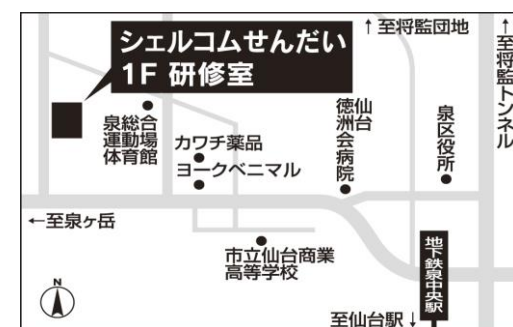 シェルコムせんだい
1F 研修室
↑至将監団地
↑至将監トンネル
泉総合
運動場
体育館
カワチ薬品
ヨークベニマル
仙台
徳洲会病院
泉区役所
←至泉ヶ岳
市立仙台商業
高等学校
地下鉄泉中央駅
至仙台駅↓
N